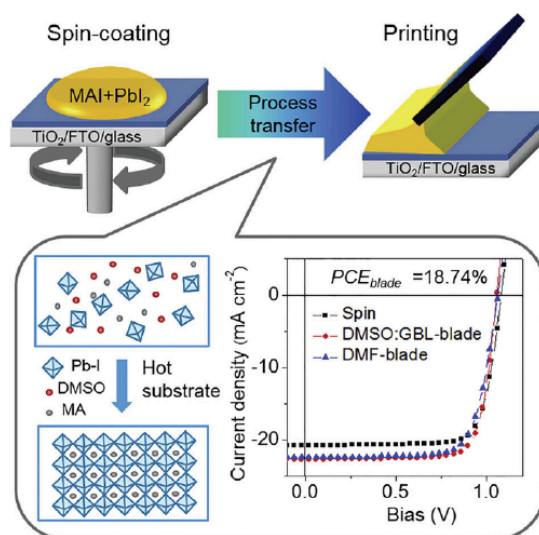 Spin-coating
Printing
MAI+PbI₂
Process
transfer
TiO₂/FTO/glass
TiO₂/FTO/glass
Pb-I
DMSO
MA
Hot
substrate
PCE_blade =18.74%
Spin
DMSO:GBL-blade
DMF-blade
0
-10
-20
Current density (mA cm⁻²)
0.0
0.5
1.0
Bias (V)